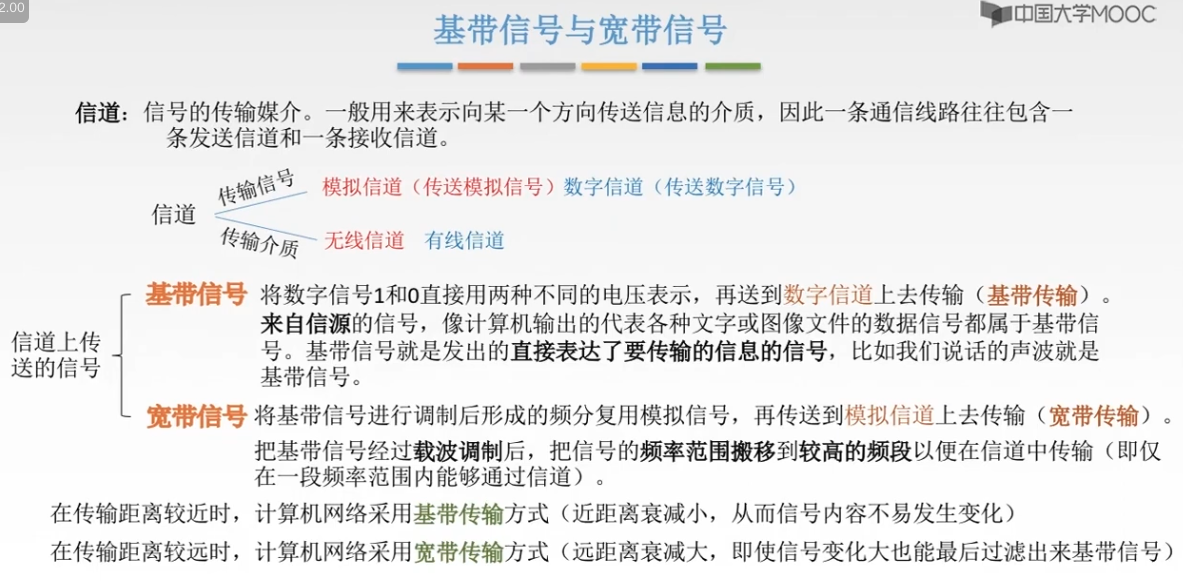 2.00
中国大学MOOC
基带信号与宽带信号
信道：信号的传输媒介。一般用来表示向某一个方向传送信息的介质，因此一条通信线路往往包含一
条发送信道和一条接收信道。
传输信号
模拟信道（传送模拟信号）数字信道（传送数字信号）
信道
传输介质
无线信道 有线信道
基带信号 将数字信号1和0直接用两种不同的电压表示，再送到数字信道上去传输（基带传输）。
来自信源的信号，像计算机输出的代表各种文字或图像文件的数据信号都属于基带信
号。基带信号就是发出的直接表达了要传输的信息的信号，比如我们说话的声波就是
基带信号。
信道上传
送的信号
宽带信号 将基带信号进行调制后形成的频分复用模拟信号，再传送到模拟信道上去传输（宽带传输）。
把基带信号经过载波调制后，把信号的频率范围搬移到较高的频段以便在信道中传输（即仅
在一段频率范围内能够通过信道）。
在传输距离较近时，计算机网络采用基带传输方式（近距离衰减小，从而信号内容不易发生变化）
在传输距离较远时，计算机网络采用宽带传输方式（远距离衰减大，即使信号变化大也能最后过滤出来基带信号）